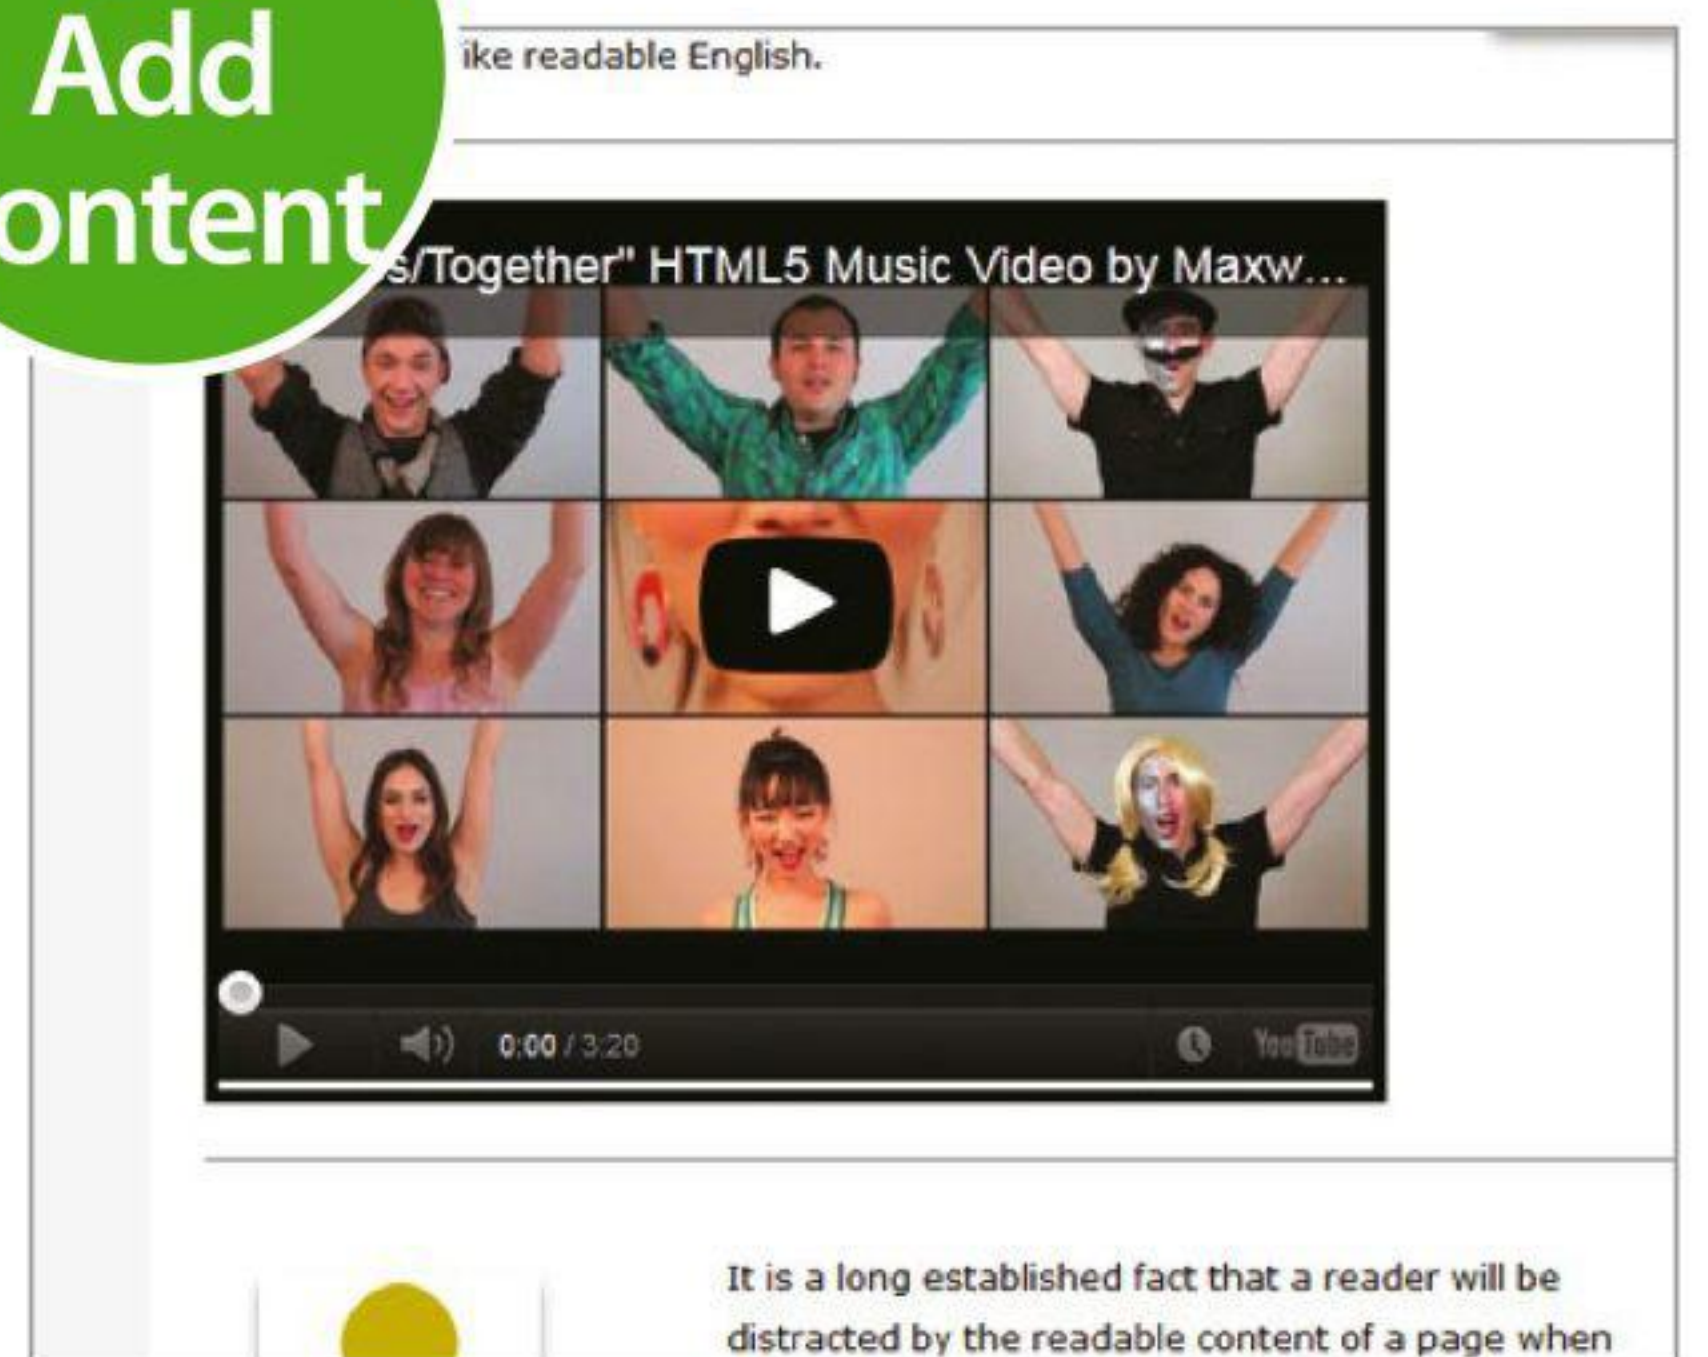 Add
ontent
ike readable English.
s/Together" HTML5 Music Video by Maxw...
0:00 / 3:20
YouTube
It is a long established fact that a reader will be
distracted by the readable content of a page when